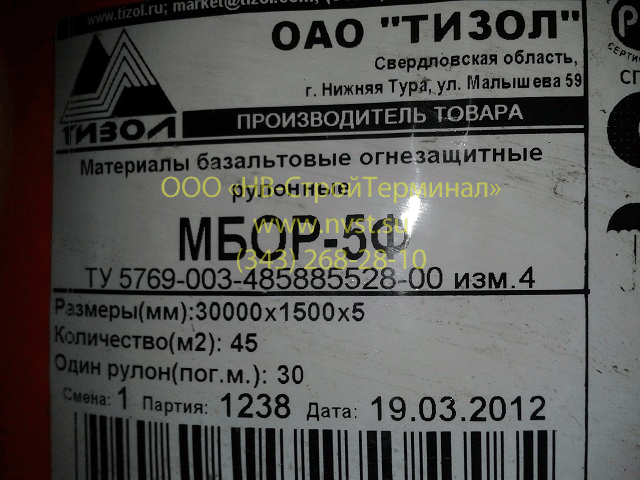 www.tizol.ru; market@tizol.com;
ОАО "ТИЗОЛ"
Свердловская область,
г. Нижняя Тура, ул. Малышева 59
ТИЗОЛ
ПРОИЗВОДИТЕЛЬ ТОВАРА
Материалы базальтовые огнезащитные
рулонные
ООО «НВ-СтройТерминал»
www.nvst.su
МБОР-5Ф
(343) 268-28-10
ТУ 5769-003-485885528-00 изм.4
Размеры(мм):30000x1500x5
Количество(м2): 45
Один рулон(пог.м.): 30
Смена: 1 Партия: 1238 Дата: 19.03.2012